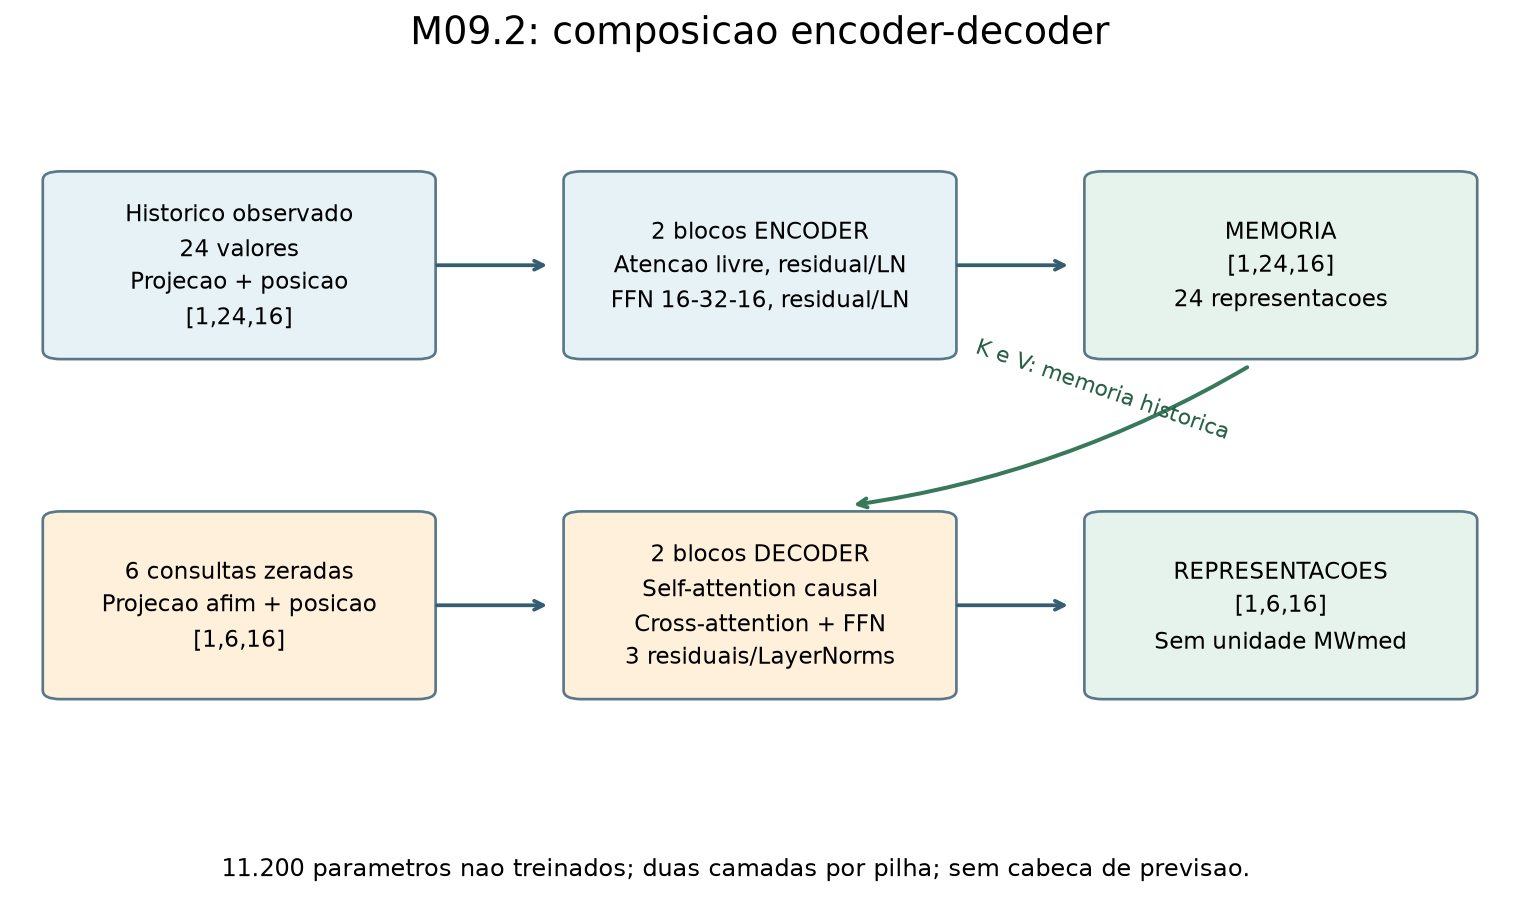 M09.2: composicao encoder-decoder
Historico observado
24 valores
Projecao + posicao
[1,24,16]
2 blocos ENCODER
Atencao livre, residual/LN
FFN 16-32-16, residual/LN
MEMORIA
[1,24,16]
24 representacoes
K e V: memoria historica
6 consultas zeradas
Projecao afim + posicao
[1,6,16]
2 blocos DECODER
Self-attention causal
Cross-attention + FFN
3 residuais/LayerNorms
REPRESENTACOES
[1,6,16]
Sem unidade MWmed
11.200 parametros nao treinados; duas camadas por pilha; sem cabeca de previsao.